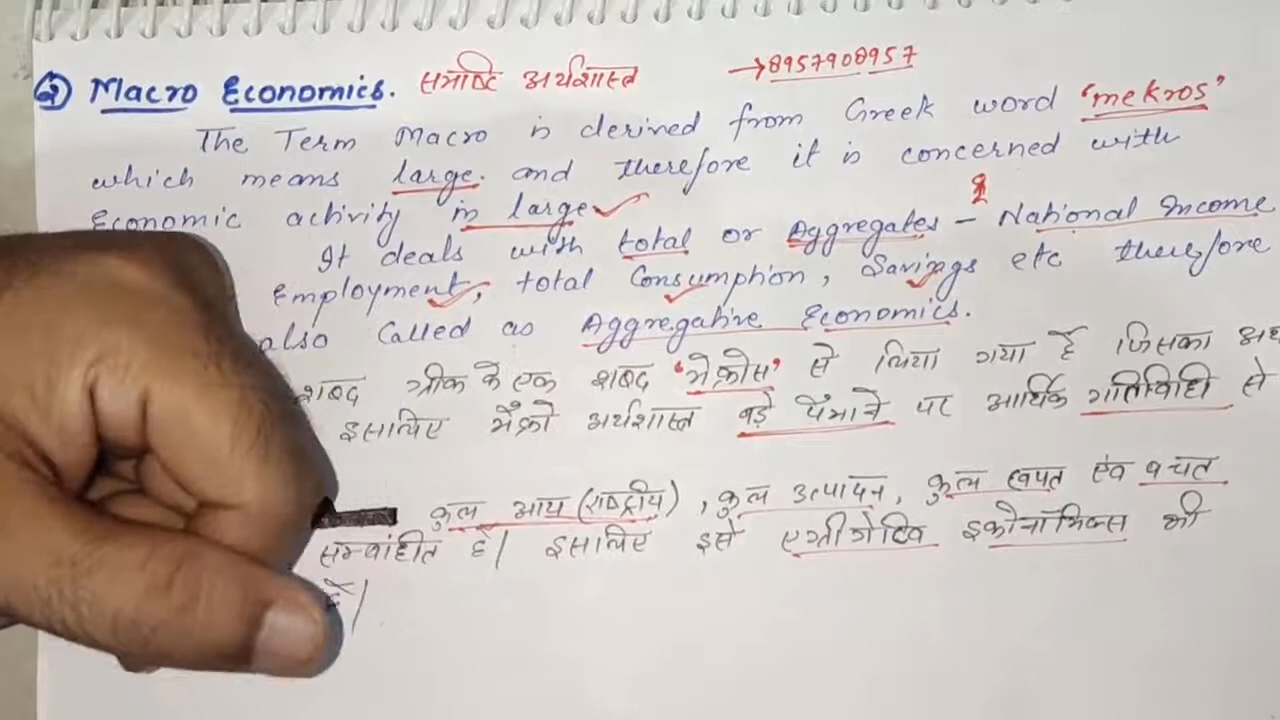 ② Macro Economics. समष्टि अर्थशास्त्र →8957908957
The Term Macro is derived from Greek word 'mekros'
which means large. and therefore it is concerned with
Economic activity in large
It deals with total or Aggregates - National Income
Employment, total Consumption, Savings etc therefore
also Called as Aggregative Economics.
शब्द ग्रीक के एक शब्द 'मेक्रोस' से लिया गया है जिसका
इसलिए मैक्रो अर्थशास्त्र बड़े पैमाने पर आर्थिक गतिविधी से
कुल आय (राष्ट्रीय), कुल उत्पादन, कुल खपत एंव बचत
सम्बंधित है| इसलिए इसे एग्रीगेटिव इकोनॉमिक्स भी
है|